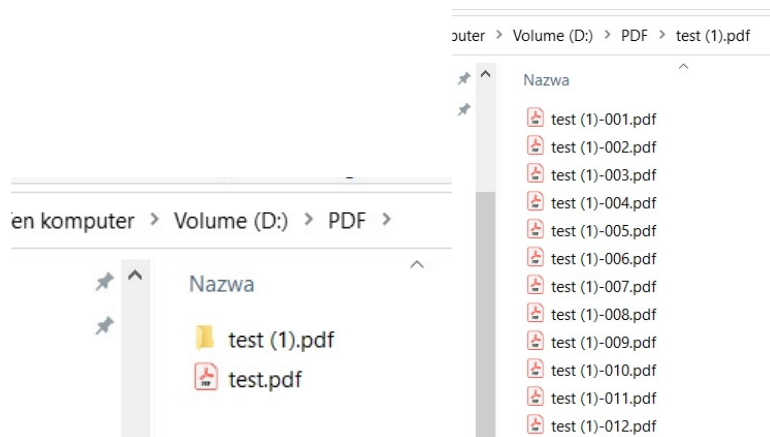 Volume (D:) > PDF > test (1).pdf
Nazwa
test (1)-001.pdf
test (1)-002.pdf
test (1)-003.pdf
test (1)-004.pdf
test (1)-005.pdf
test (1)-006.pdf
test (1)-007.pdf
test (1)-008.pdf
test (1)-009.pdf
test (1)-010.pdf
test (1)-011.pdf
test (1)-012.pdf
komputer > Volume (D:) > PDF >
Nazwa
test (1).pdf
test.pdf